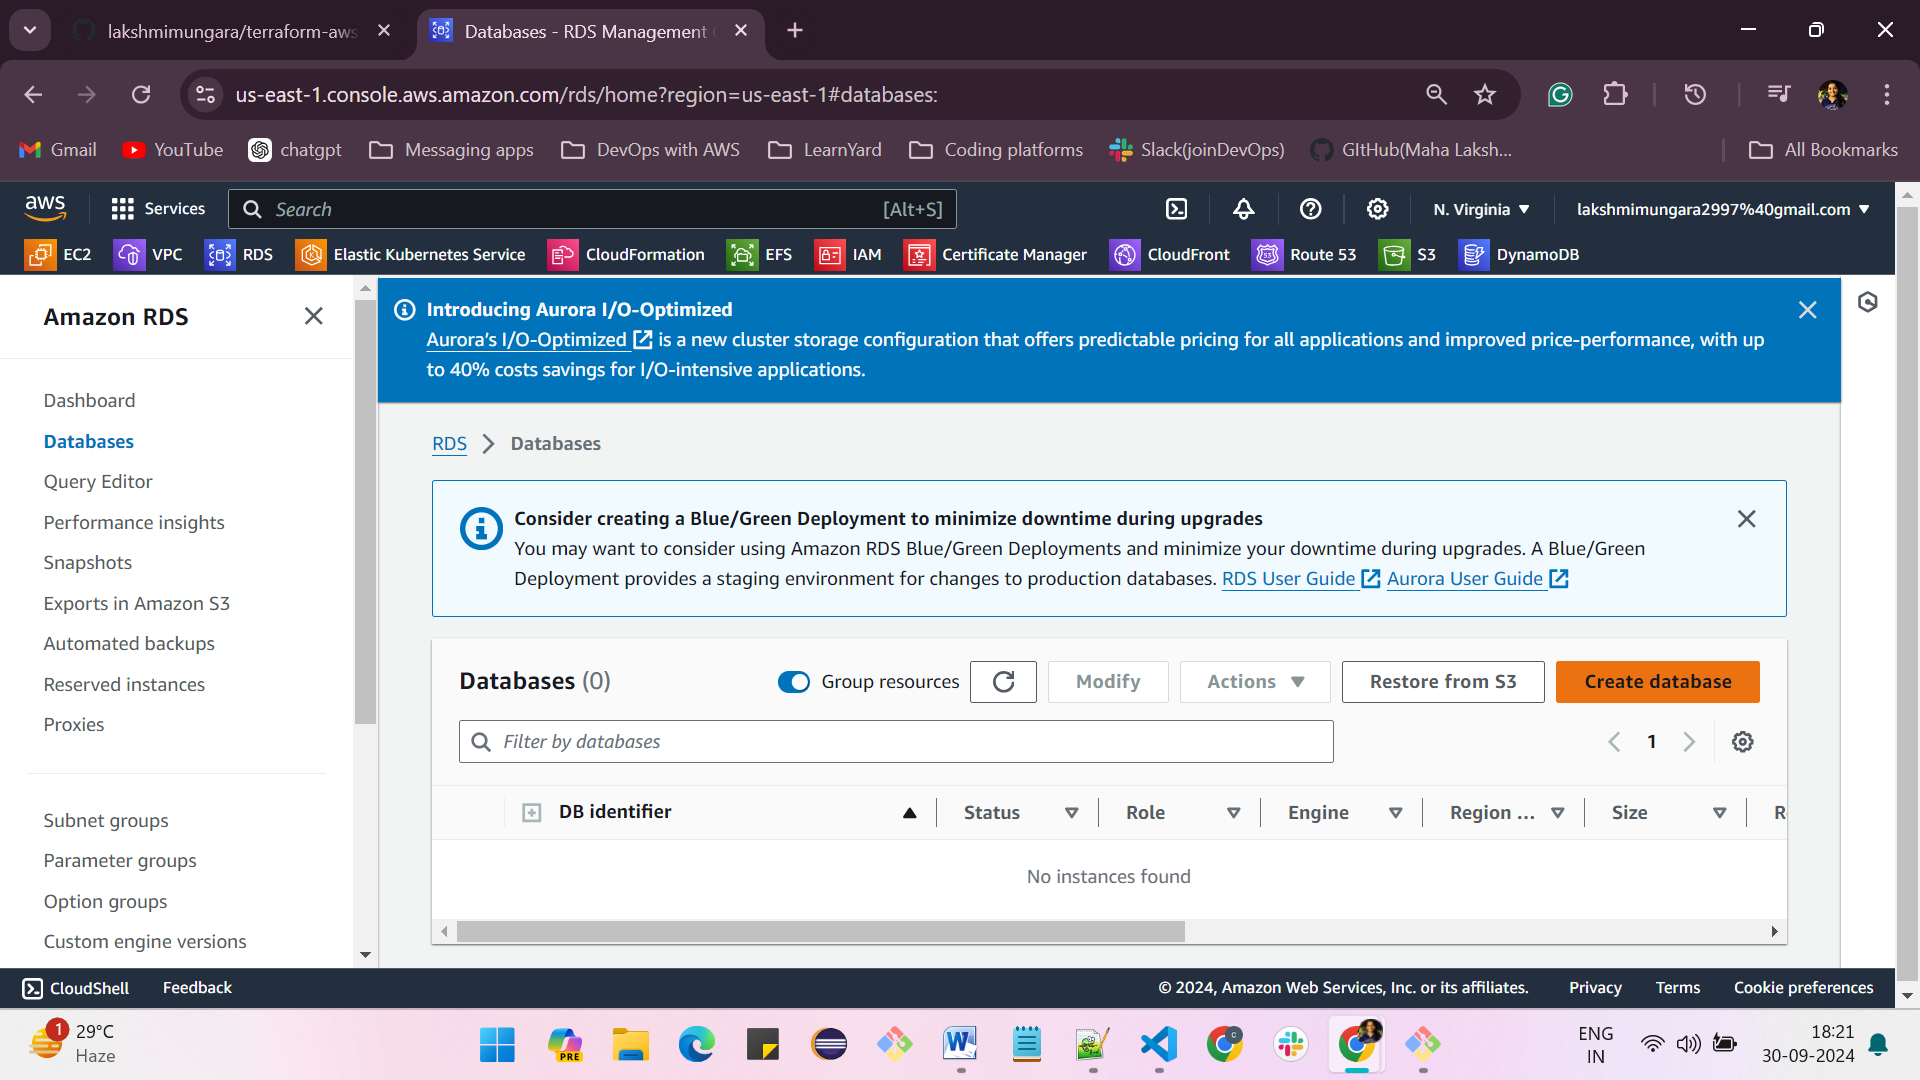 lakshmimungara/terraform-aws
Databases - RDS Management
us-east-1.console.aws.amazon.com/rds/home?region=us-east-1#databases:
Gmail
YouTube
chatgpt
Messaging apps
DevOps with AWS
LearnYard
Coding platforms
Slack(joinDevOps)
GItHub(Maha Laksh...
All Bookmarks
aws
Services
Search
[Alt+S]
N. Virginia
lakshmimungara2997%40gmail.com
EC2
VPC
RDS
Elastic Kubernetes Service
CloudFormation
EFS
IAM
Certificate Manager
CloudFront
Route 53
S3
DynamoDB
Amazon RDS
Dashboard
Databases
Query Editor
Performance insights
Snapshots
Exports in Amazon S3
Automated backups
Reserved instances
Proxies
Subnet groups
Parameter groups
Option groups
Custom engine versions
Introducing Aurora I/O-Optimized
Aurora's I/O-Optimized is a new cluster storage configuration that offers predictable pricing for all applications and improved price-performance, with up
to 40% costs savings for I/O-intensive applications.
RDS
Databases
Consider creating a Blue/Green Deployment to minimize downtime during upgrades
You may want to consider using Amazon RDS Blue/Green Deployments and minimize your downtime during upgrades. A Blue/Green
Deployment provides a staging environment for changes to production databases. RDS User Guide Aurora User Guide
Databases (0)
Group resources
Modify
Actions
Restore from S3
Create database
Filter by databases
1
DB identifier
Status
Role
Engine
Region ...
Size
No instances found
CloudShell
Feedback
© 2024, Amazon Web Services, Inc. or its affiliates.
Privacy
Terms
Cookie preferences
1
29°C
Haze
PRE
ENG
IN
18:21
30-09-2024